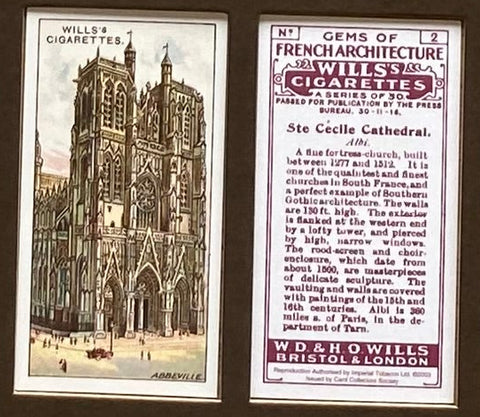 WILLS'S
CIGARETTES.
ABBEVILLE.
Nº 2
GEMS OF
FRENCH ARCHITECTURE
WILLS'S
CIGARETTES
A SERIES OF 50.
PASSED FOR PUBLICATION BY THE PRESS
BUREAU, 30-11-16.
Ste Cécile Cathedral.
Albi.
A fine fortress-church, built
between 1277 and 1512. It is
one of the quaintest and finest
churches in South France, and
a perfect example of Southern
Gothic architecture. The walls
are 130 ft. high. The exterior
is flanked at the western end
by a lofty tower, and pierced
by high, narrow windows.
The rood-screen and choir-
enclosure, which date from
about 1500, are masterpieces
of delicate sculpture. The
vaulting and walls are covered
with paintings of the 15th and
16th centuries. Albi is 360
miles s. of Paris, in the de-
partment of Tarn.
W.D. & H.O. WILLS
BRISTOL & LONDON
Reproduction Authorised by Imperial Tobacco Ltd. (2003)
Issued by Card Collectors Society